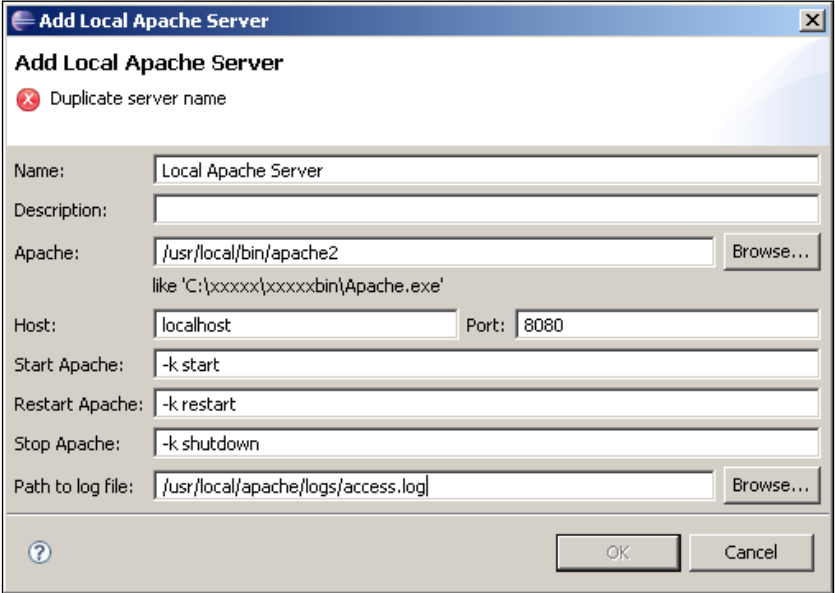 Add Local Apache Server
Add Local Apache Server
Duplicate server name
Name: Local Apache Server
Description:
Apache: /usr/local/bin/apache2 Browse...
like 'C:\xxxxx\xxxxxbin\Apache.exe'
Host: localhost Port: 8080
Start Apache: -k start
Restart Apache: -k restart
Stop Apache: -k shutdown
Path to log file: /usr/local/apache/logs/access.log Browse...
? OK Cancel